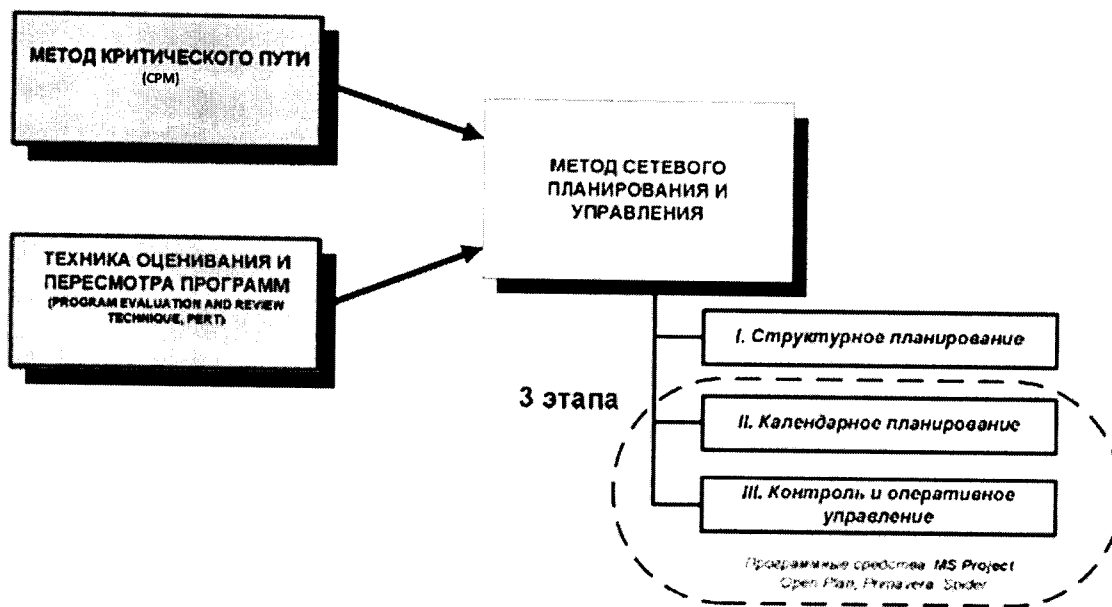 МЕТОД КРИТИЧЕСКОГО ПУТИ
(CPM)
МЕТОД СЕТЕВОГО
ПЛАНИРОВАНИЯ И
УПРАВЛЕНИЯ
ТЕХНИКА ОЦЕНИВАНИЯ И
ПЕРЕСМОТРА ПРОГРАММ
(PROGRAM EVALUATION AND REVIEW
TECHNIQUE, PERT)
3 этапа
I. Структурное планирование
II. Календарное планирование
III. Контроль и оперативное
управление
Программные средства MS Project
Open Plan, Primavera Spider